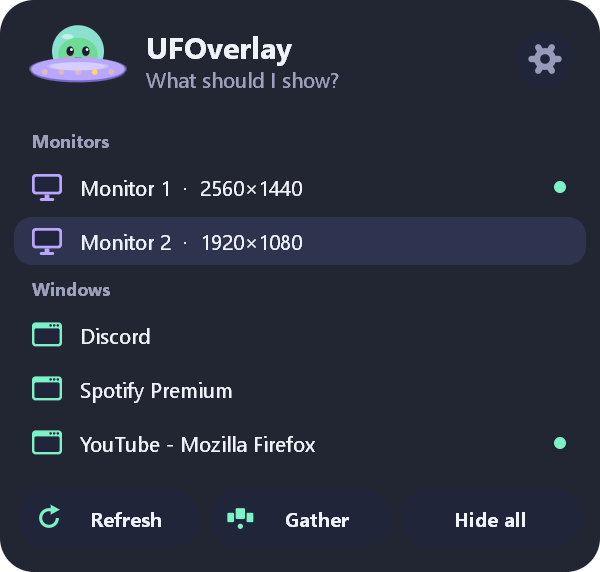 UFOverlay
What should I show?
Monitors
Monitor 1 · 2560×1440
Monitor 2 · 1920×1080
Windows
Discord
Spotify Premium
YouTube - Mozilla Firefox
Refresh
Gather
Hide all